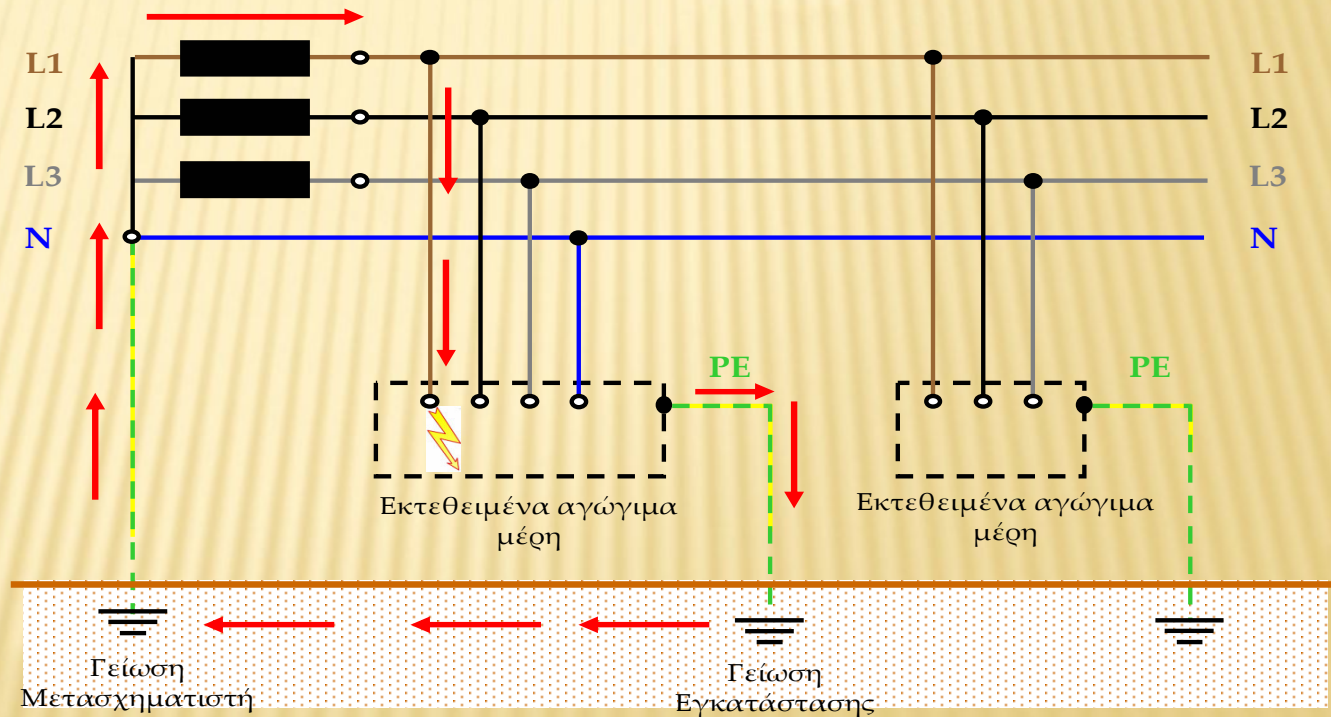 L1 L1
L2 L2
L3 L3
N N
PE PE
Εκτεθειμένα αγώγιμα
μέρη
Εκτεθειμένα αγώγιμα
μέρη
Γείωση
Μετασχηματιστή
Γείωση
Εγκατάστασης